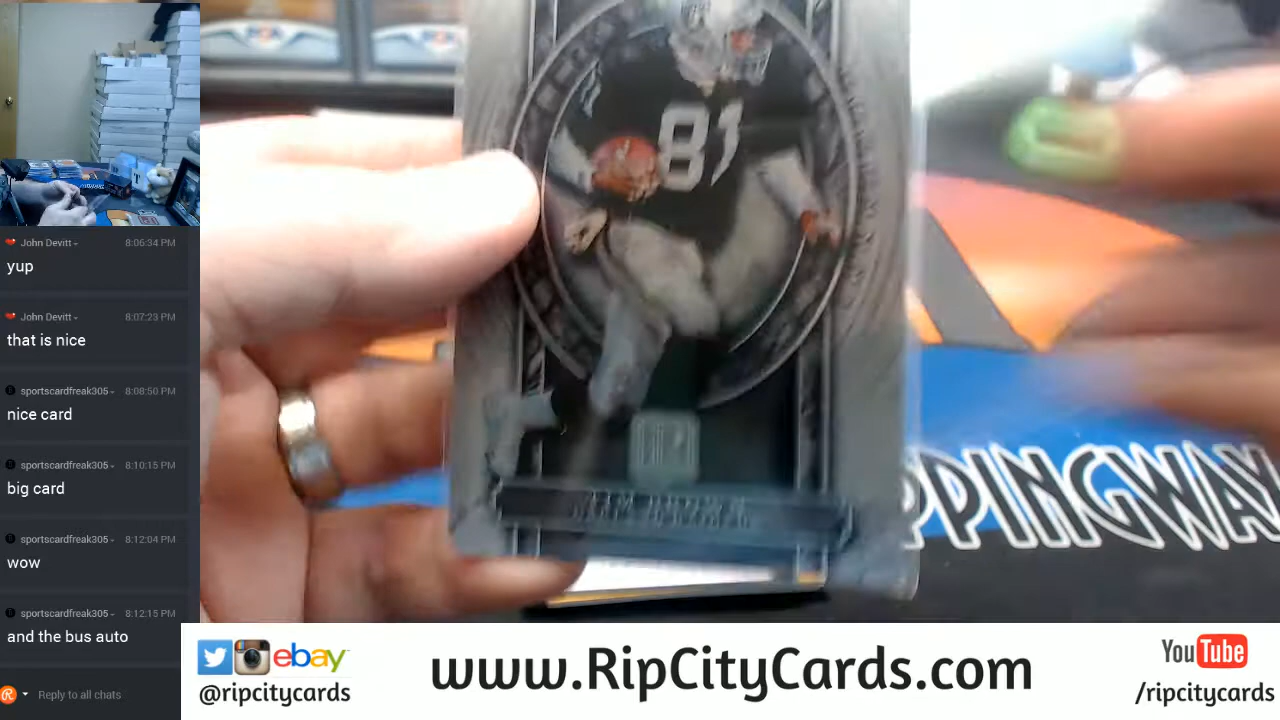 81
PPINGWAY
John Devitt 8:06:34 PM
yup
John Devitt 8:07:23 PM
that is nice
sportscardfreak305 8:08:50 PM
nice card
sportscardfreak305 8:10:15 PM
big card
sportscardfreak305 8:12:04 PM
wow
sportscardfreak305 8:12:15 PM
and the bus auto
Reply to all chats
ebay
@ripcitycards
www.RipCityCards.com
YouTube
/ripcitycards